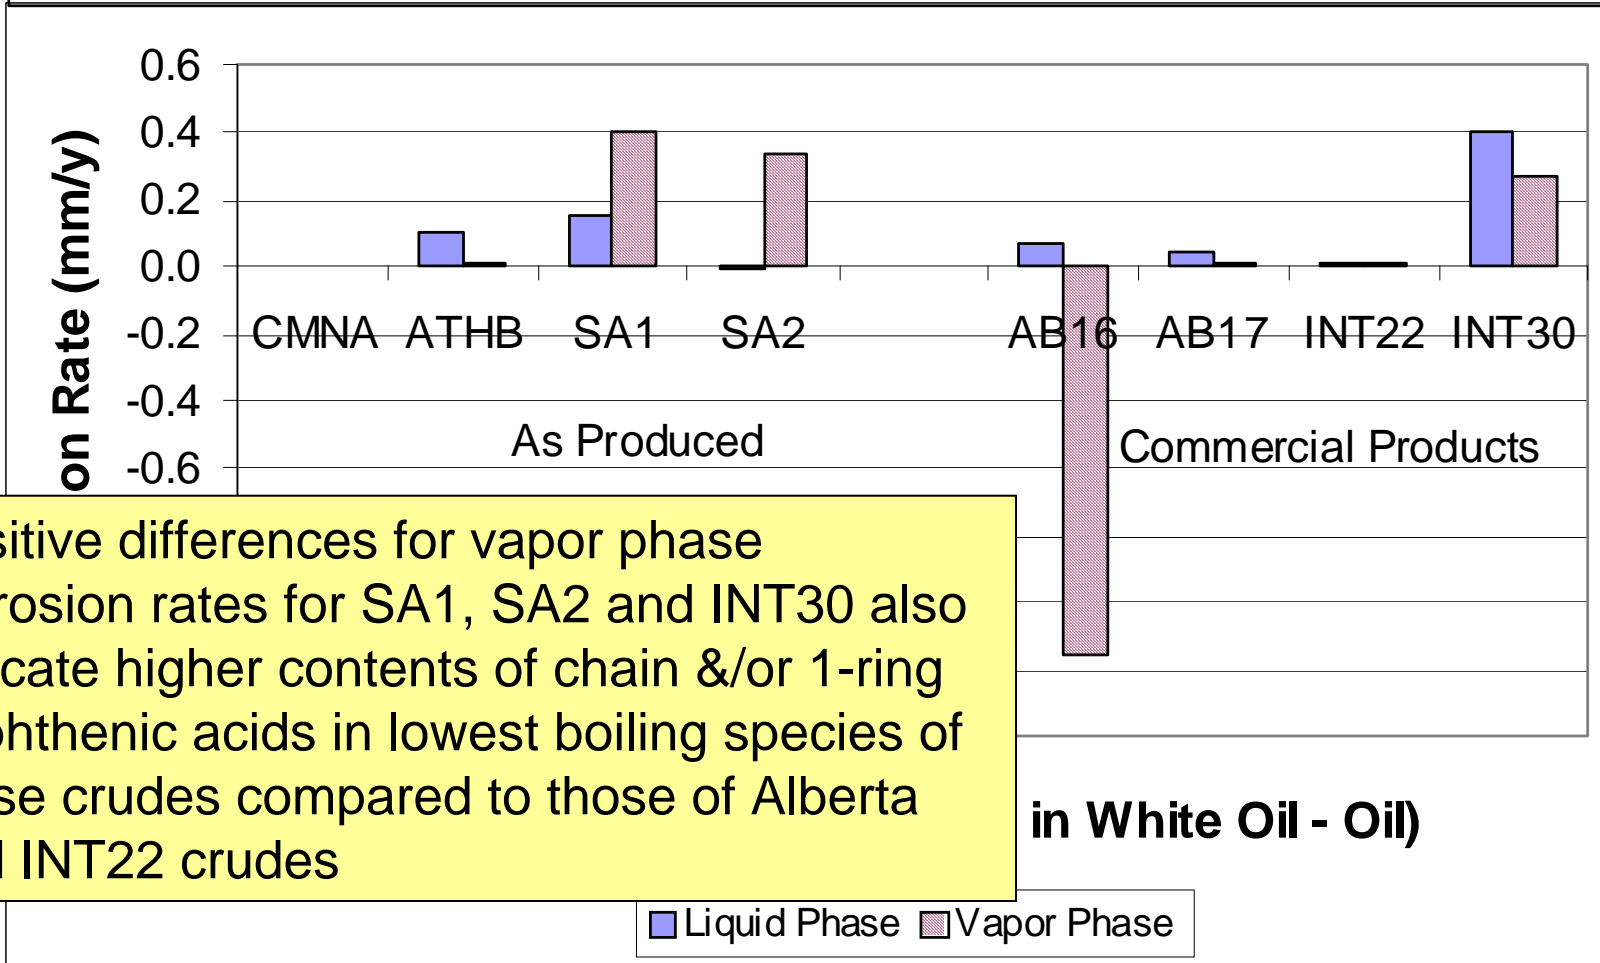 0.6
0.4
0.2
0.0
-0.2
-0.4
-0.6
on Rate (mm/y)
CMNA ATHB SA1 SA2 AB16 AB17 INT22 INT30
As Produced
Commercial Products
sitive differences for vapor phase
rosion rates for SA1, SA2 and INT30 also
cate higher contents of chain &/or 1-ring
phthenic acids in lowest boiling species of
se crudes compared to those of Alberta
INT22 crudes
in White Oil - Oil)
Liquid Phase Vapor Phase